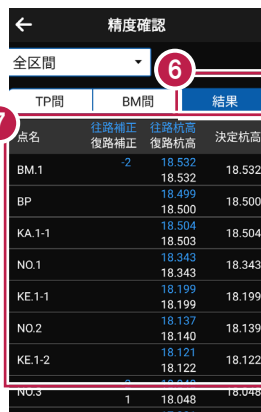 ← 精度確認
全区間
6
TP間 BM間 結果
7
点名 往路補正 往路杭高 決定杭高
復路補正 復路杭高
BM.1 -2 18.532 18.532
18.532
BP 18.499 18.500
18.500
KA.1-1 18.504 18.504
18.503
NO.1 18.343 18.343
18.343
KE.1-1 18.199 18.199
18.199
NO.2 18.137 18.139
18.140
KE.1-2 18.121 18.122
18.122
NO.3 18.048
1 18.048